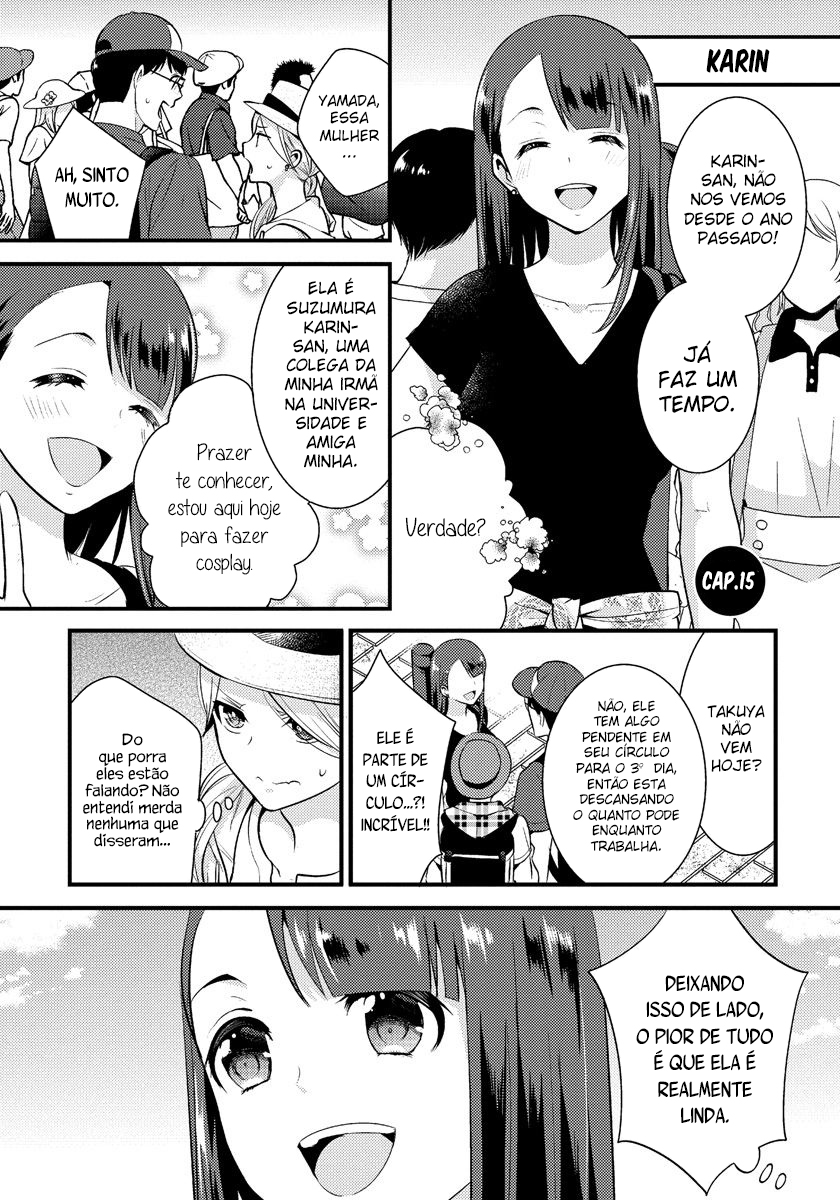 KARIN
KARIN-
SAN, NÃO
NOS VEMOS
DESDE O ANO
PASSADO!
JÁ
FAZ UM
TEMPO.
Verdade?
CAP.15
YAMADA,
ESSA
MULHER
...
AH, SINTO
MUITO.
ELA É
SUZUMURA
KARIN-
SAN, UMA
COLEGA DA
MINHA IRMÃ
NA UNIVER-
SIDADE E
AMIGA
MINHA.
Prazer
te conhecer,
estou aqui hoje
para fazer
cosplay.
TAKUYA
NÃO
VEM
HOJE?
NÃO, ELE
TEM ALGO
PENDENTE EM
SEU CÍRCULO
PARA O 3° DIA,
ENTÃO ESTA
DESCANSANDO
O QUANTO PODE
ENQUANTO
TRABALHA.
ELE É
PARTE DE
UM CÍR-
CULO...?!
INCRÍVEL!!
Do
que porra
eles estão
falando? Não
entendí merda
nenhuma que
disseram...
DEIXANDO
ISSO DE LADO,
O PIOR DE TUDO
É QUE ELA É
REALMENTE
LINDA.